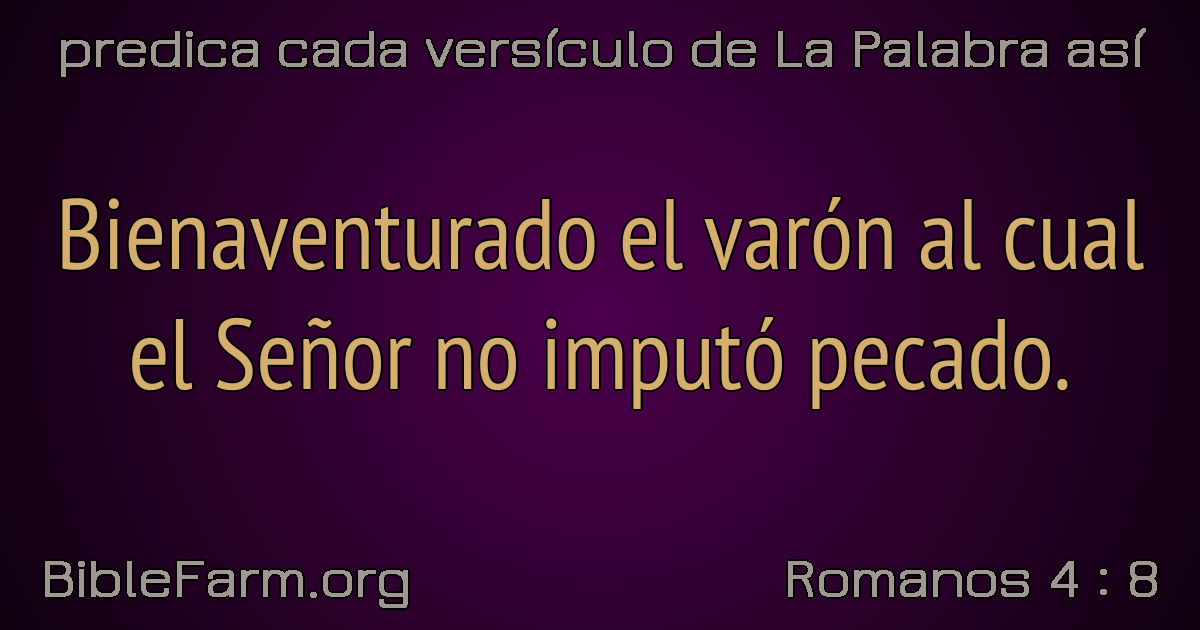 predica cada versículo de La Palabra así
Bienaventurado el varón al cual
el Señor no imputó pecado.
BibleFarm.org
Romanos 4 : 8